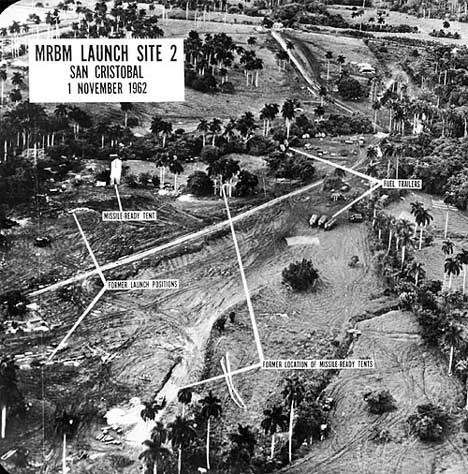 MRBM LAUNCH SITE 2
SAN CRISTOBAL
1 NOVEMBER 1962
FUEL TRAILERS
MISSILE-READY TENT
FORMER LAUNCH POSITIONS
FORMER LOCATION OF MISSILE-READY TENTS